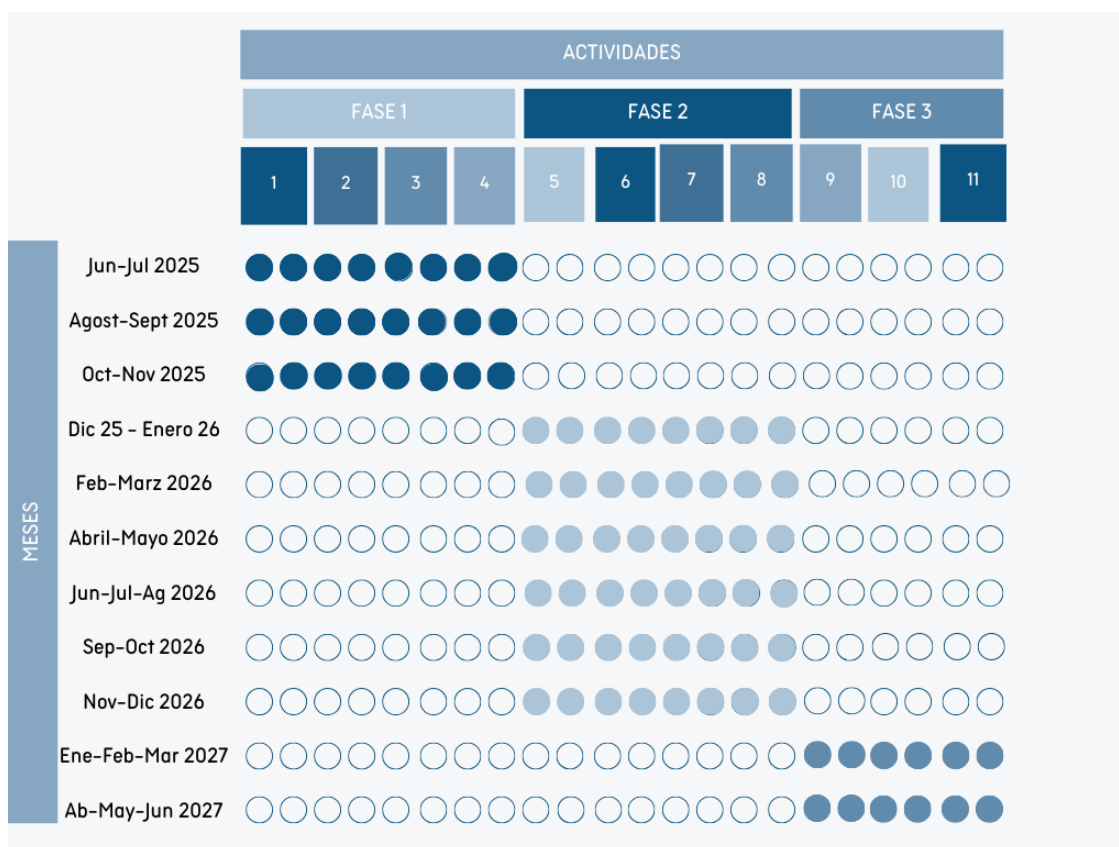 ACTIVIDADES
FASE 1 FASE 2 FASE 3
1 2 3 4 5 6 7 8 9 10 11
MESES
Jun-Jul 2025
Agost-Sept 2025
Oct-Nov 2025
Dic 25 - Enero 26
Feb-Marz 2026
Abril-Mayo 2026
Jun-Jul-Ag 2026
Sep-Oct 2026
Nov-Dic 2026
Ene-Feb-Mar 2027
Ab-May-Jun 2027